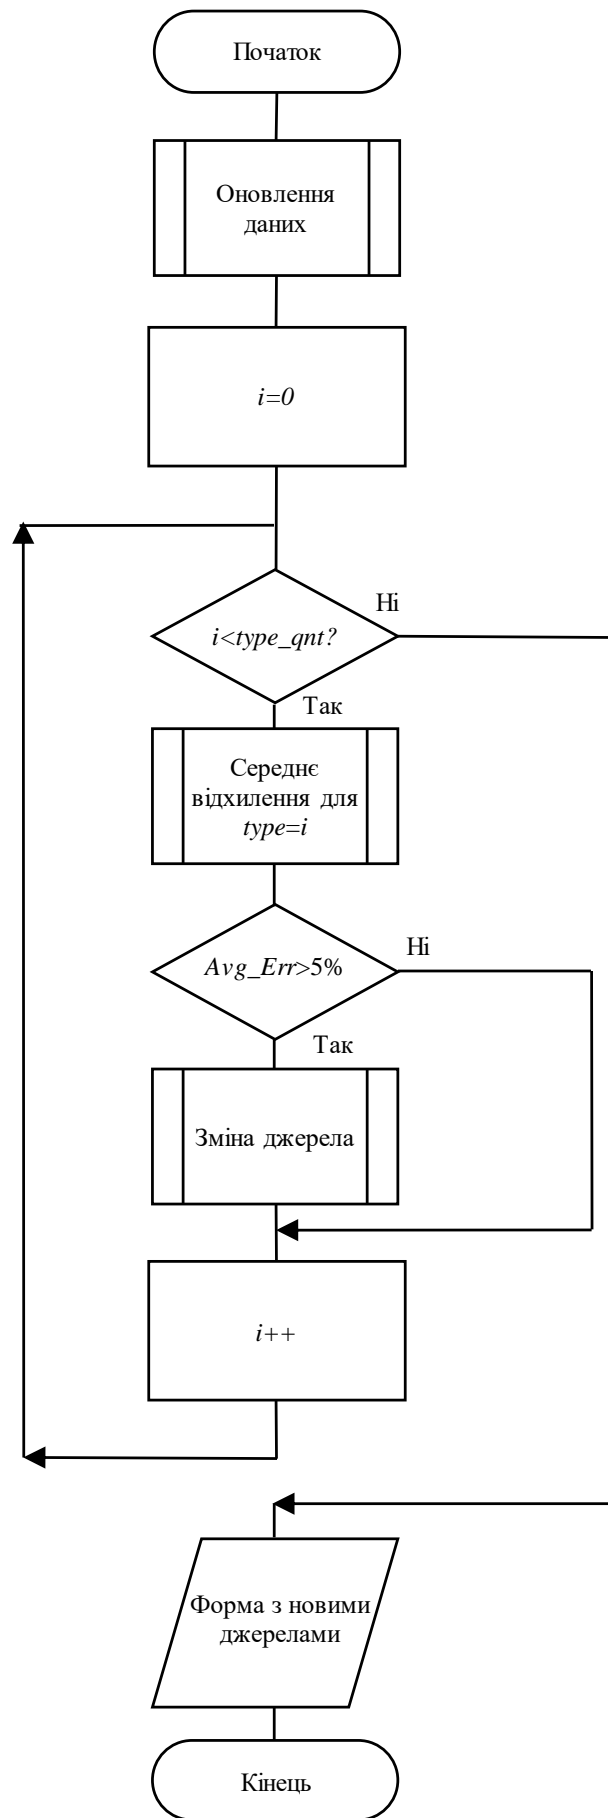 Початок
Оновлення
даних
i=0
Ні
i<type_qnt?
Так
Середнє
відхилення для
type=i
Ні
Avg_Err>5%
Так
Зміна джерела
i++
Форма з новими
джерелами
Кінець